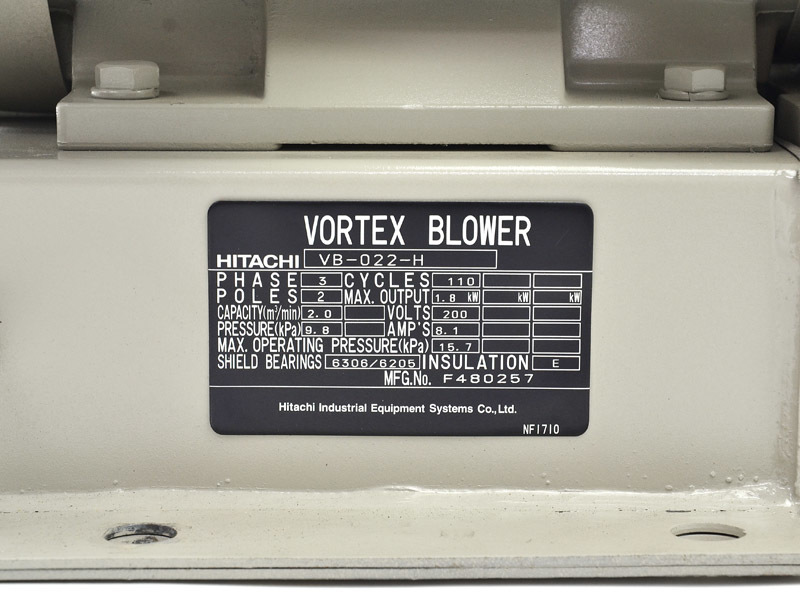 VORTEX BLOWER
HITACHI VB-022-H
PHASE 3 CYCLES 110
POLES 2 MAX. OUTPUT 1.8 kW kW kW
CAPACITY(m³/min) 2.0 VOLTS 200
PRESSURE(kPa) 9.8 AMP'S 8.1
MAX. OPERATING PRESSURE(kPa) 15.7
SHIELD BEARINGS 6306/6205 INSULATION E
MFG.No. F480257
Hitachi Industrial Equipment Systems Co.,Ltd.
NF1710